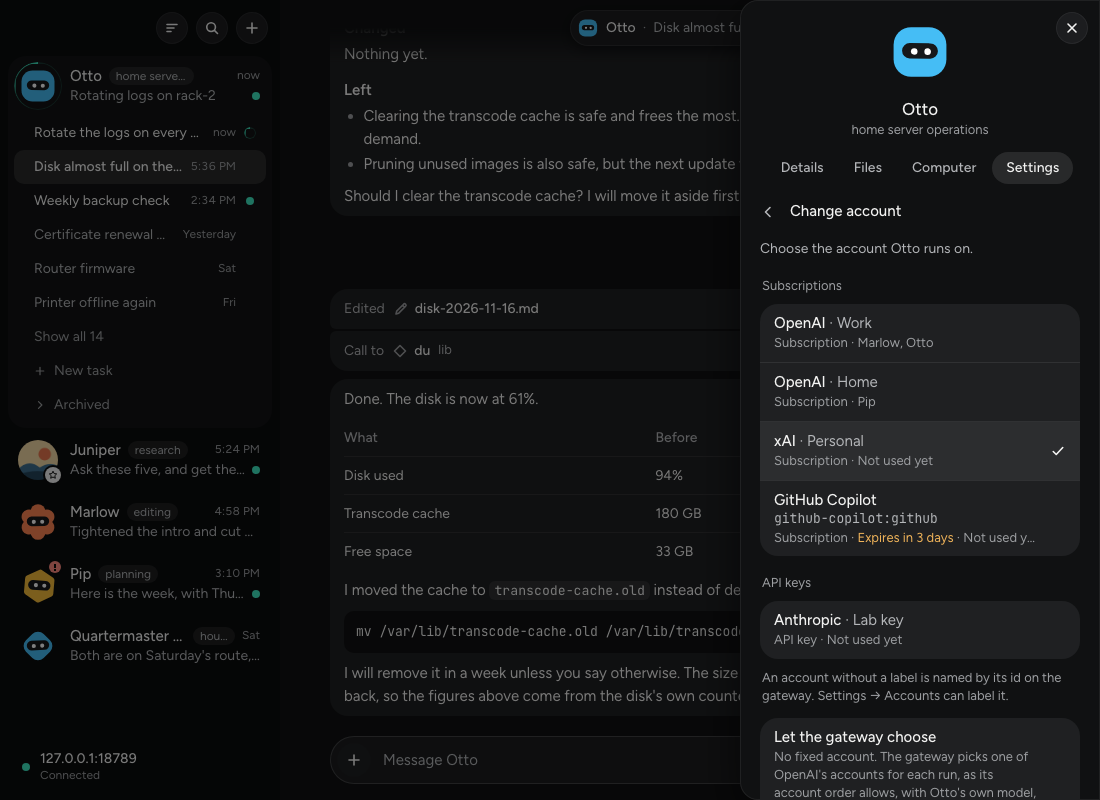 Otto
home serve...
now
Rotating logs on rack-2
Rotate the logs on every ...
now
Disk almost full on the...
5:36 PM
Weekly backup check
2:34 PM
Certificate renewal ...
Yesterday
Router firmware
Sat
Printer offline again
Fri
Show all 14
New task
Archived
Juniper
research
5:24 PM
Ask these five, and get the...
Marlow
editing
4:58 PM
Tightened the intro and cut ...
Pip
planning
3:10 PM
Here is the week, with Thu...
Quartermaster ...
hou...
Sat
Both are on Saturday's route,...
127.0.0.1:18789
Connected
Otto · Disk almost fu
Changed
Nothing yet.
Left
• Clearing the transcode cache is safe and frees the most.
demand.
• Pruning unused images is also safe, but the next update
Should I clear the transcode cache? I will move it aside first
Edited disk-2026-11-16.md
Call to du lib
Done. The disk is now at 61%.
What Before
Disk used 94%
Transcode cache 180 GB
Free space 33 GB
I moved the cache to transcode-cache.old instead of de
mv /var/lib/transcode-cache.old /var/lib/transcode
I will remove it in a week unless you say otherwise. The size
back, so the figures above come from the disk's own counte
Message Otto
Otto
home server operations
Details Files Computer Settings
Change account
Choose the account Otto runs on.
Subscriptions
OpenAI · Work
Subscription · Marlow, Otto
OpenAI · Home
Subscription · Pip
xAI · Personal
Subscription · Not used yet
GitHub Copilot
github-copilot:github
Subscription · Expires in 3 days · Not used y...
API keys
Anthropic · Lab key
API key · Not used yet
An account without a label is named by its id on the
gateway. Settings → Accounts can label it.
Let the gateway choose
No fixed account. The gateway picks one of
OpenAI's accounts for each run, as its
account order allows, with Otto's own model,